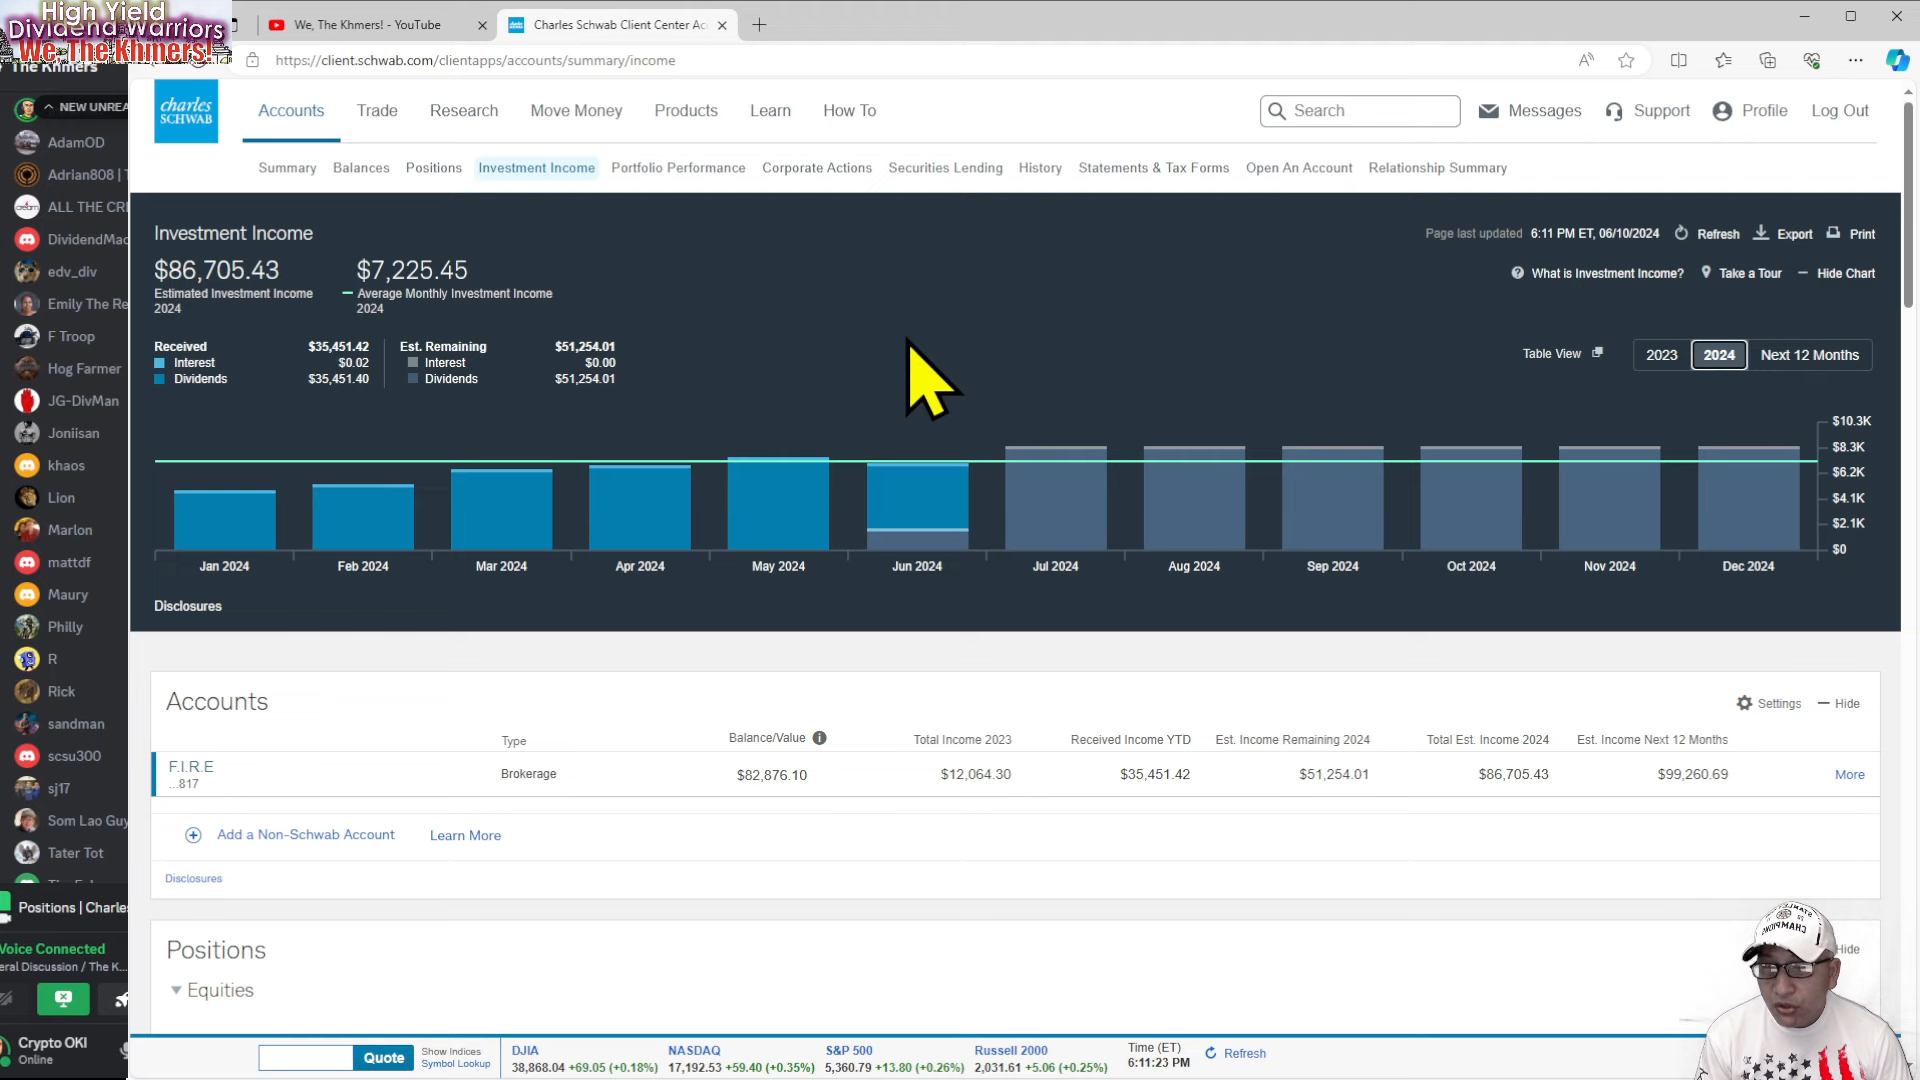 High Yield
Dividend Warriors
We, The Khmers!
The Khmers
We, The Khmers! - YouTube
Charles Schwab Client Center Acc
https://client.schwab.com/clientapps/accounts/summary/income
charles
SCHWAB
Accounts
Trade
Research
Move Money
Products
Learn
How To
Search
Messages
Support
Profile
Log Out
Summary
Balances
Positions
Investment Income
Portfolio Performance
Corporate Actions
Securities Lending
History
Statements & Tax Forms
Open An Account
Relationship Summary
NEW UNREA
AdamOD
Adrian808 | T
ALL THE CRE
DividendMac
edv_div
Emily The Re
F Troop
Hog Farmer
JG-DivMan
Joniisan
khaos
Lion
Marlon
mattdf
Maury
Philly
R
Rick
sandman
scsu300
sj17
Som Lao Guy
Tater Tot
Positions | Charles
Voice Connected
eral Discussion / The K...
Crypto OKI
Online
Investment Income
$86,705.43
Estimated Investment Income
2024
$7,225.45
Average Monthly Investment Income
2024
Page last updated 6:11 PM ET, 06/10/2024
Refresh
Export
Print
What is Investment Income?
Take a Tour
Hide Chart
Received $35,451.42
Interest $0.02
Dividends $35,451.40
Est. Remaining $51,254.01
Interest $0.00
Dividends $51,254.01
Table View
2023
2024
Next 12 Months
$10.3K
$8.3K
$6.2K
$4.1K
$2.1K
$0
Jan 2024
Feb 2024
Mar 2024
Apr 2024
May 2024
Jun 2024
Jul 2024
Aug 2024
Sep 2024
Oct 2024
Nov 2024
Dec 2024
Disclosures
Accounts
Settings
Hide
Type
Balance/Value
Total Income 2023
Received Income YTD
Est. Income Remaining 2024
Total Est. Income 2024
Est. Income Next 12 Months
F.I.R.E
...817
Brokerage
$82,876.10
$12,064.30
$35,451.42
$51,254.01
$86,705.43
$99,260.69
More
Add a Non-Schwab Account
Learn More
Disclosures
Positions
Hide
Equities
Quote
Show Indices
Symbol Lookup
DJIA
38,868.04 +69.05 (+0.18%)
NASDAQ
17,192.53 +59.40 (+0.35%)
S&P 500
5,360.79 +13.80 (+0.26%)
Russell 2000
2,031.61 +5.06 (+0.25%)
Time (ET)
6:11:23 PM
Refresh